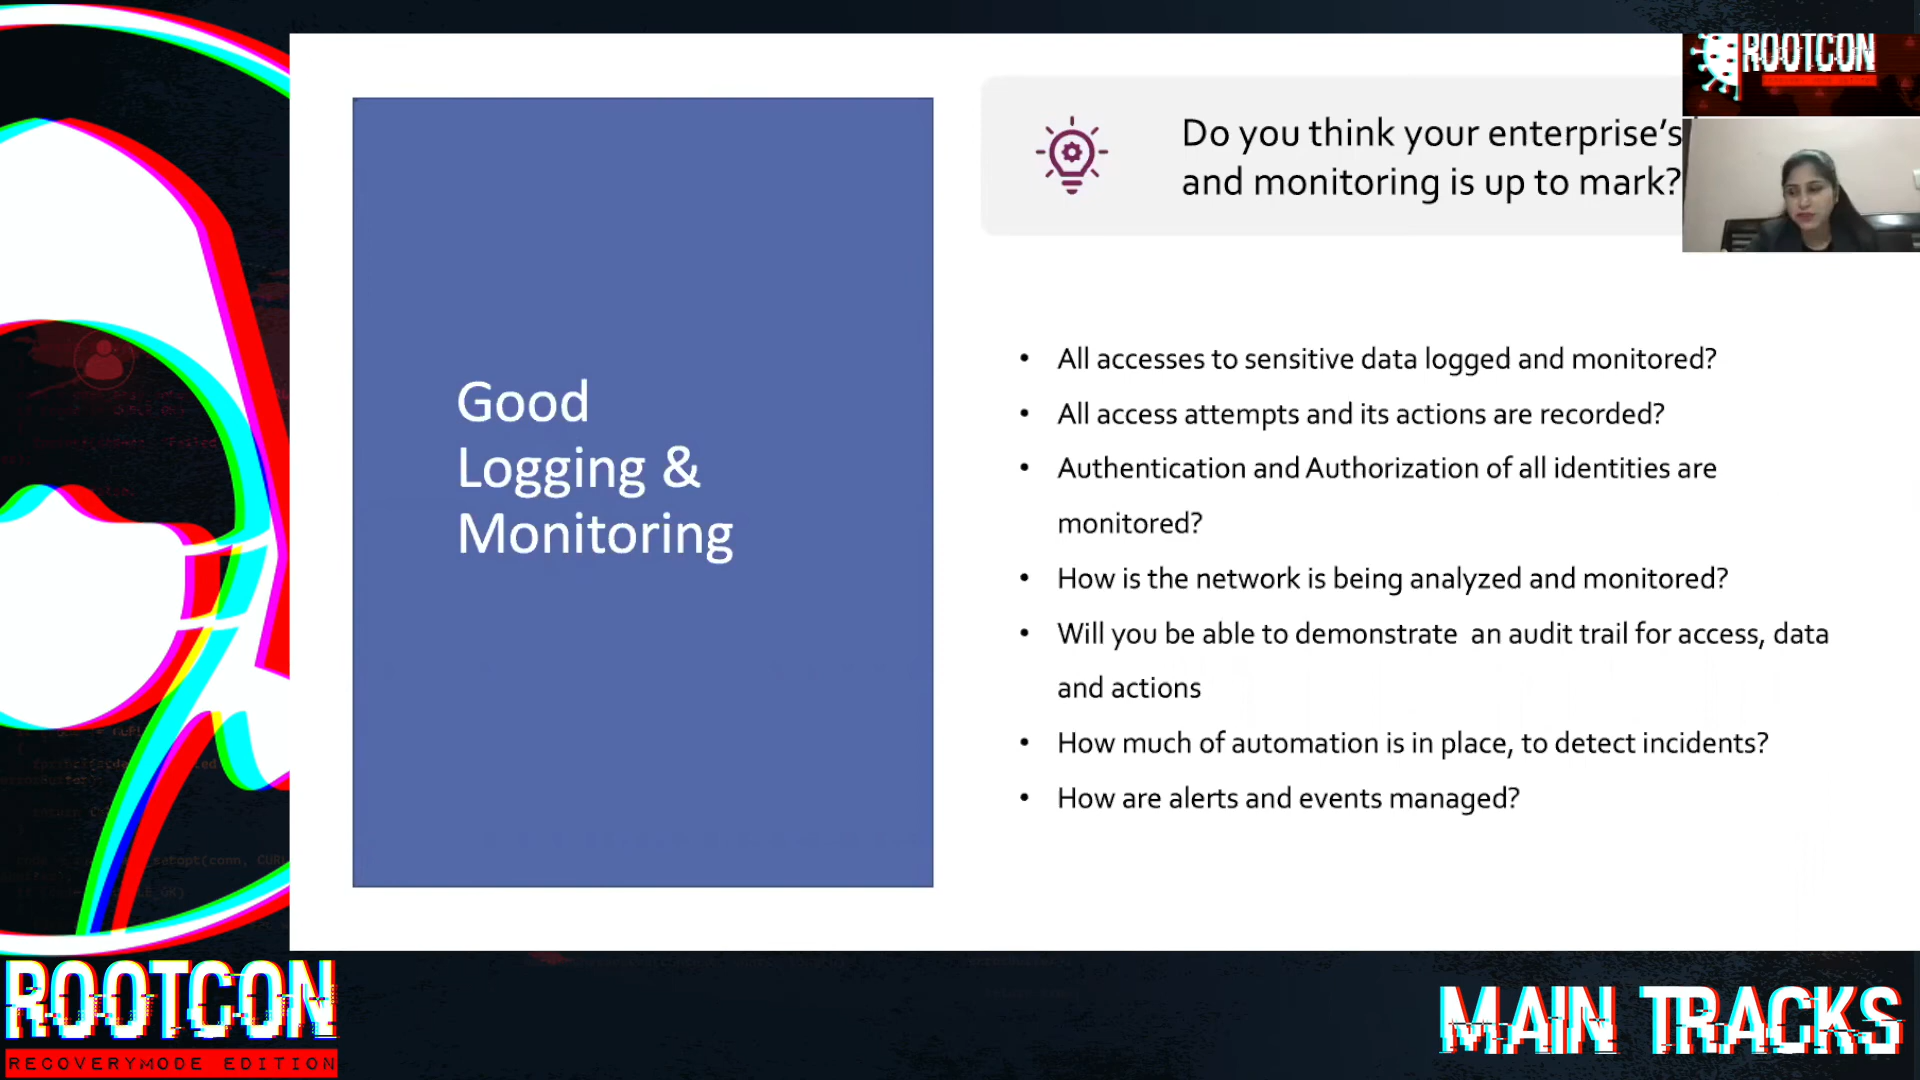 ROOTCON
Do you think your enterprise's
and monitoring is up to mark?
Good
Logging &
Monitoring
• All accesses to sensitive data logged and monitored?
• All access attempts and its actions are recorded?
• Authentication and Authorization of all identities are
monitored?
• How is the network is being analyzed and monitored?
• Will you be able to demonstrate  an audit trail for access, data
and actions
• How much of automation is in place, to detect incidents?
• How are alerts and events managed?
ROOTCON
RECOVERYMODE EDITION
MAIN TRACKS